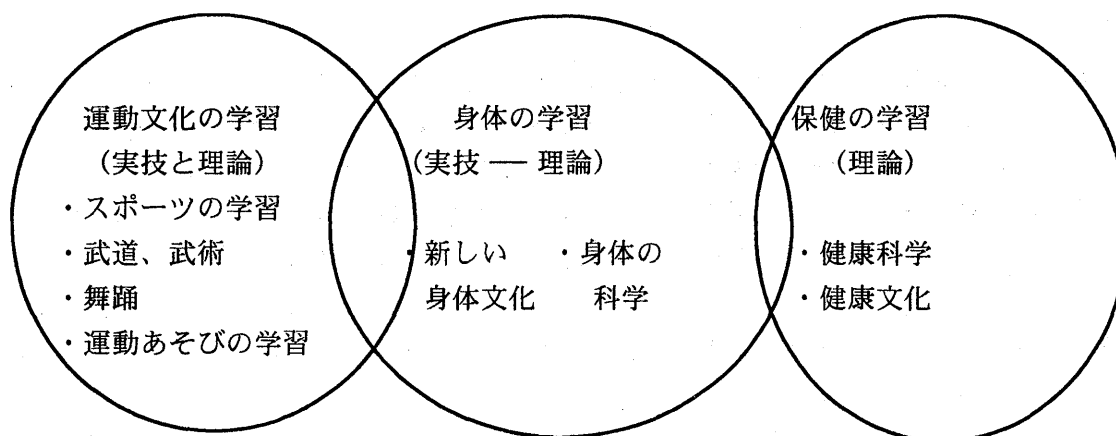 運動文化の学習
(実技と理論)
・スポーツの学習
・武道、武術
・舞踊
・運動あそびの学習
身体の学習
(実技 ― 理論)
・新しい
身体文化
・身体の
科学
保健の学習
(理論)
・健康科学
・健康文化